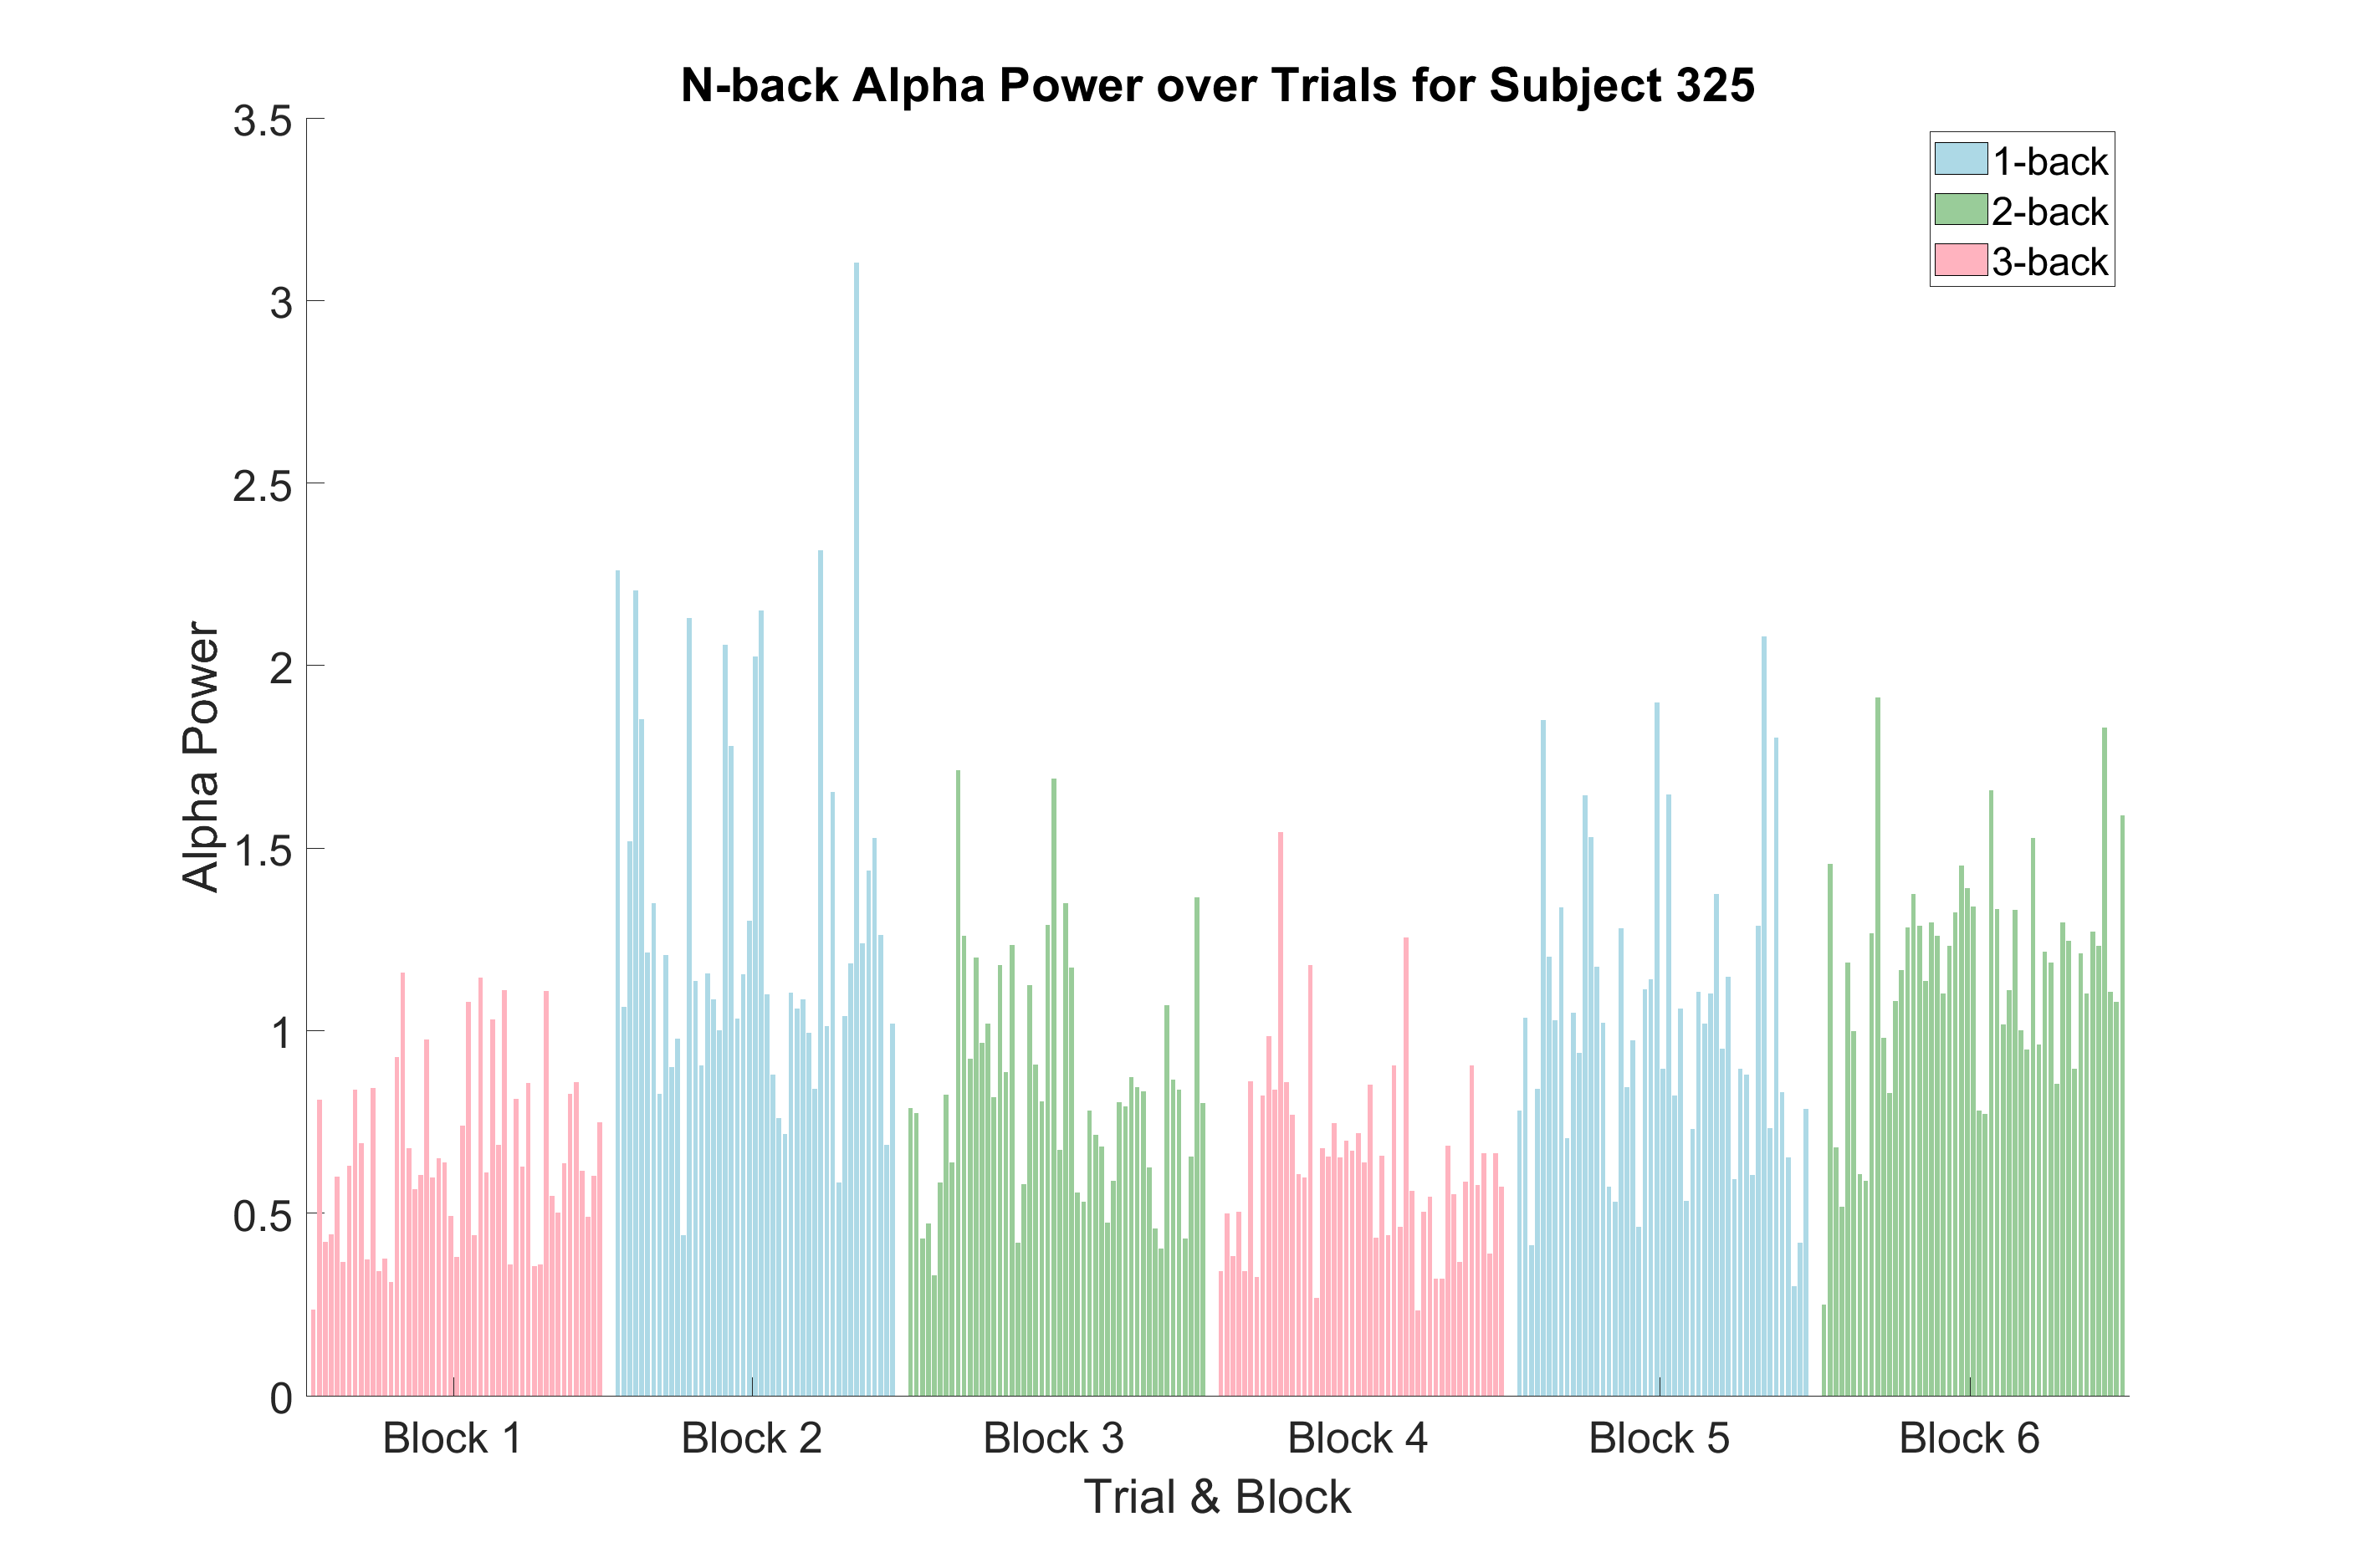 N-back Alpha Power over Trials for Subject 325
3.5
3
2.5
2
1.5
1
0.5
0
Alpha Power
1-back
2-back
3-back
Block 1
Block 2
Block 3
Block 4
Block 5
Block 6
Trial & Block